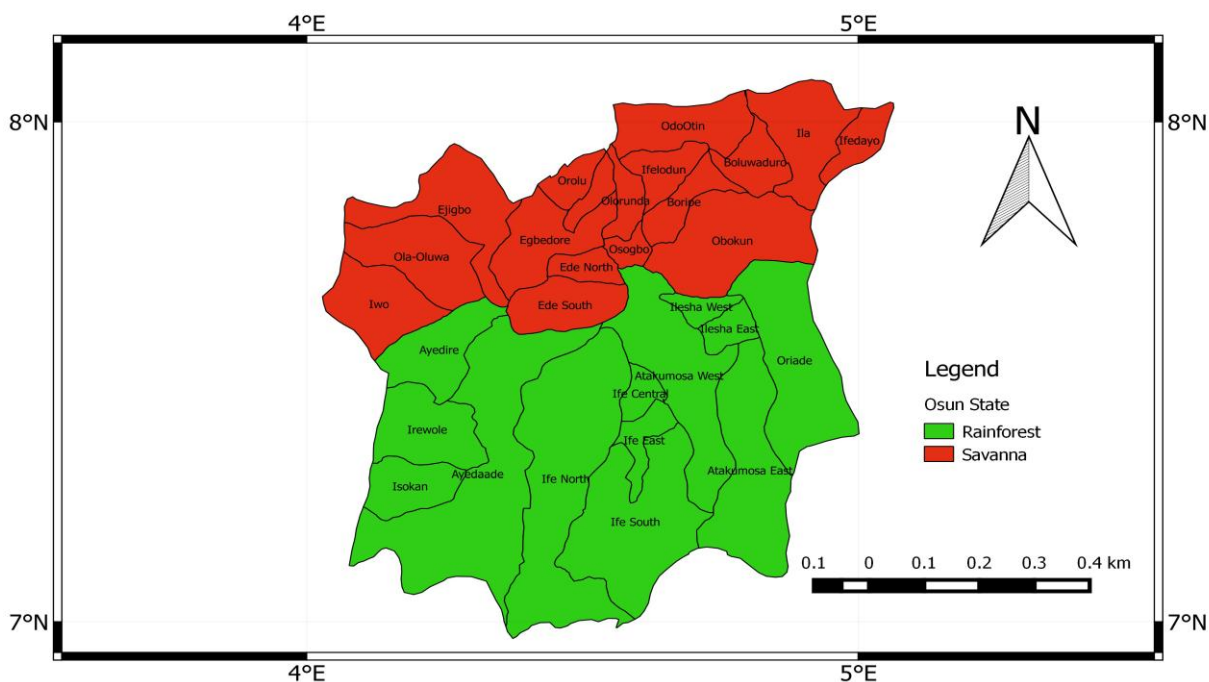 4°E 5°E
8°N 8°N
N
OdoOtin
Ila
Ifedayo
Boluwaduro
Ifelodun
Orolu
Olorunda
Boripe
Ejigbo
Egbedore
Obokun
Osogbo
Ola-Oluwa
Ede North
Iwo
Ede South
Ilesha West
Ilesha East
Ayedire
Oriade
Atakumosa West
Ife Central
Irewole
Ife East
Ayedaade
Ife North
Atakumosa East
Isokan
Ife South
Legend
Osun State
Rainforest
Savanna
0.1 0 0.1 0.2 0.3 0.4 km
7°N 7°N
4°E 5°E